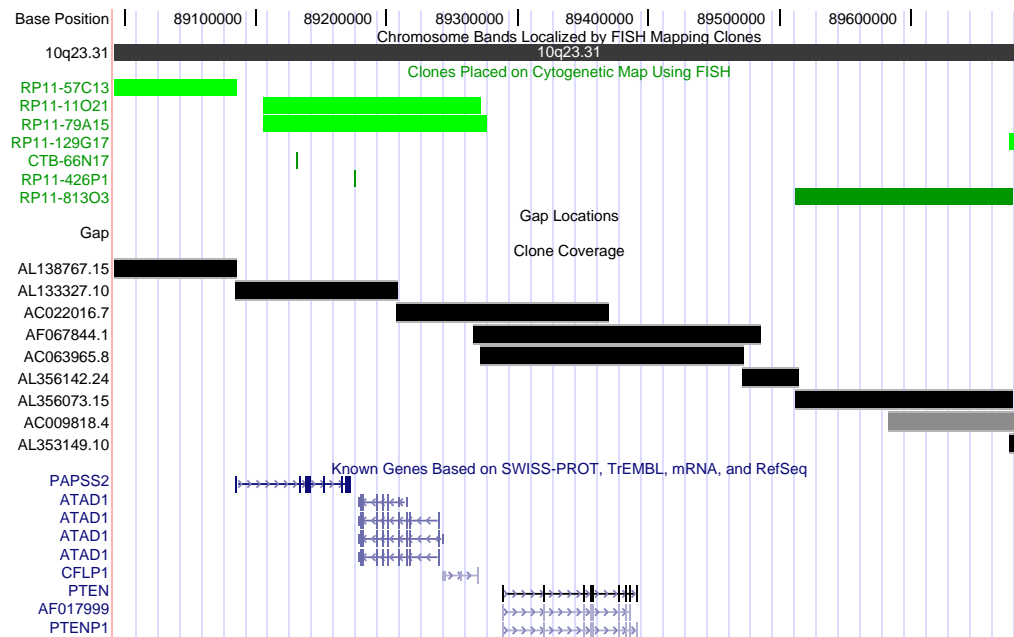 Base Position 89100000 89200000 89300000 89400000 89500000 89600000
Chromosome Bands Localized by FISH Mapping Clones
10q23.31 10q23.31
Clones Placed on Cytogenetic Map Using FISH
RP11-57C13
RP11-11O21
RP11-79A15
RP11-129G17
CTB-66N17
RP11-426P1
RP11-813O3
Gap Locations
Gap
Clone Coverage
AL138767.15
AL133327.10
AC022016.7
AF067844.1
AC063965.8
AL356142.24
AL356073.15
AC009818.4
AL353149.10
Known Genes Based on SWISS-PROT, TrEMBL, mRNA, and RefSeq
PAPSS2
ATAD1
ATAD1
ATAD1
ATAD1
CFLP1
PTEN
AF017999
PTENP1